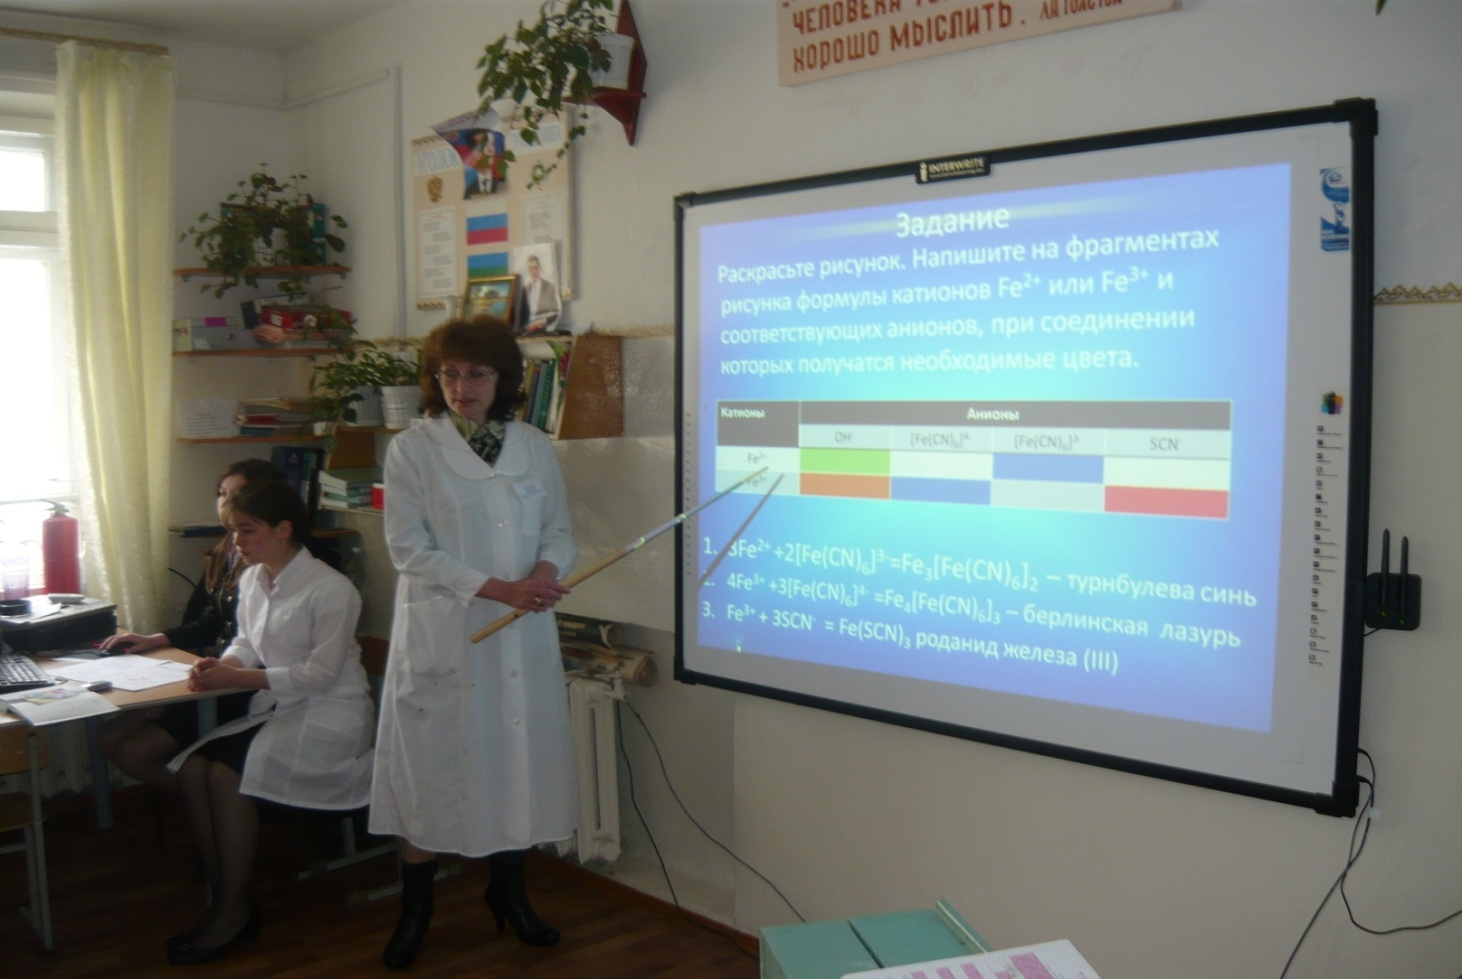 ЧЕЛОВЕКА
ХОРОШО МЫСЛИТЬ. Л.Н. ТОЛСТОЙ
УГОЛОК
INTERWRITE
Задание
Раскрасьте рисунок. Напишите на фрагментах
рисунка формулы катионов Fe²⁺ или Fe³⁺ и
соответствующих анионов, при соединении
которых получатся необходимые цвета.
Катионы Анионы
OH⁻ [Fe(CN)₆]⁴⁻ [Fe(CN)₆]³⁻ SCN⁻
Fe²⁺
Fe³⁺
1. 3Fe²⁺ +2[Fe(CN)₆]³⁻=Fe₃[Fe(CN)₆]₂ – турнбулева синь
2. 4Fe³⁺ +3[Fe(CN)₆]⁴⁻ =Fe₄[Fe(CN)₆]₃ – берлинская лазурь
3. Fe³⁺ + 3SCN⁻ = Fe(SCN)₃ роданид железа (III)